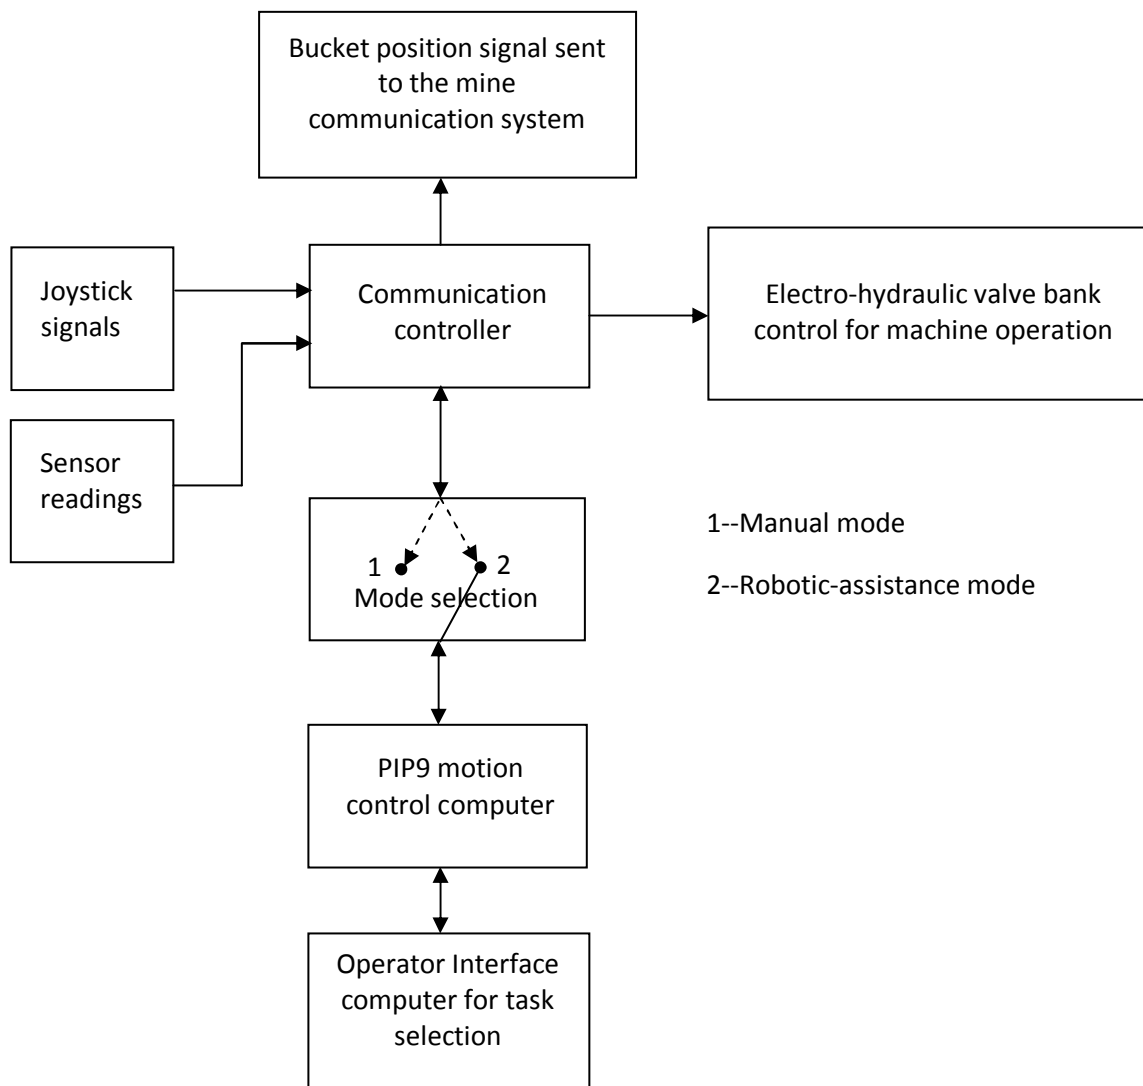 Bucket position signal sent
to the mine
communication system
Joystick
signals
Communication
controller
Electro-hydraulic valve bank
control for machine operation
Sensor
readings
1--Manual mode
1
2
Mode selection
2--Robotic-assistance mode
PIP9 motion
control computer
Operator Interface
computer for task
selection